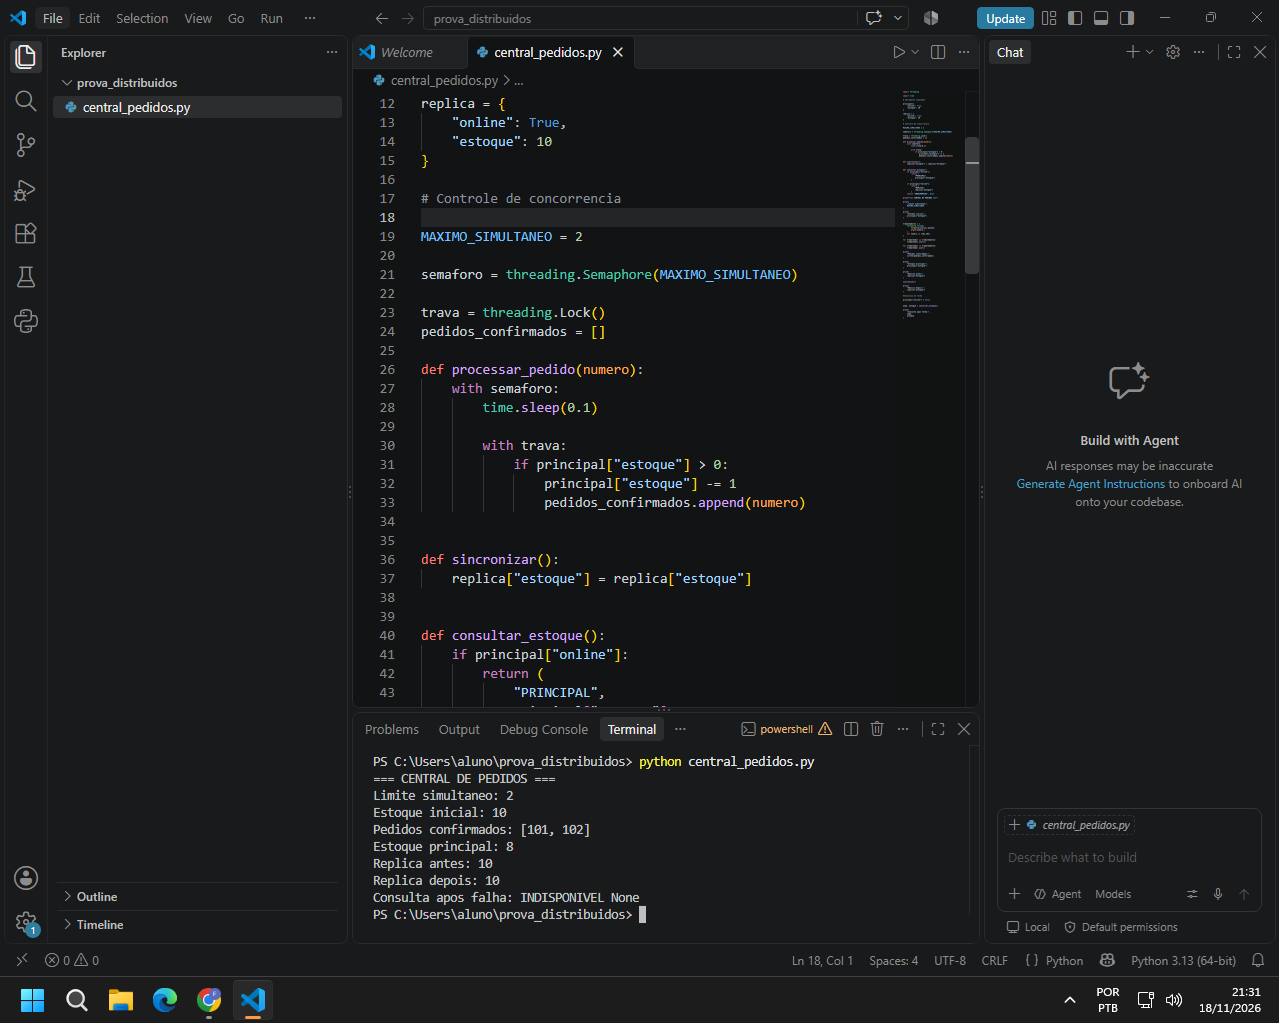 File Edit Selection View Go Run ··· prova_distribuidos Update
Explorer ···
prova_distribuidos
central_pedidos.py
Outline
Timeline
Welcome central_pedidos.py
central_pedidos.py > ...
12 replica = {
13 "online": True,
14 "estoque": 10
15 }
16
17 # Controle de concorrencia
18
19 MAXIMO_SIMULTANEO = 2
20
21 semaforo = threading.Semaphore(MAXIMO_SIMULTANEO)
22
23 trava = threading.Lock()
24 pedidos_confirmados = []
25
26 def processar_pedido(numero):
27 with semaforo:
28 time.sleep(0.1)
29
30 with trava:
31 if principal["estoque"] > 0:
32 principal["estoque"] -= 1
33 pedidos_confirmados.append(numero)
34
35
36 def sincronizar():
37 replica["estoque"] = replica["estoque"]
38
39
40 def consultar_estoque():
41 if principal["online"]:
42 return (
43 "PRINCIPAL",
Problems Output Debug Console Terminal ··· powershell
PS C:\Users\aluno\prova_distribuidos> python central_pedidos.py
=== CENTRAL DE PEDIDOS ===
Limite simultaneo: 2
Estoque inicial: 10
Pedidos confirmados: [101, 102]
Estoque principal: 8
Replica antes: 10
Replica depois: 10
Consulta apos falha: INDISPONIVEL None
PS C:\Users\aluno\prova_distribuidos>
Chat
Build with Agent
AI responses may be inaccurate
Generate Agent Instructions to onboard AI
onto your codebase.
central_pedidos.py
Describe what to build
Agent Models
Local Default permissions
1
0 0 Ln 18, Col 1 Spaces: 4 UTF-8 CRLF { } Python Python 3.13 (64-bit)
POR
PTB
21:31
18/11/2026